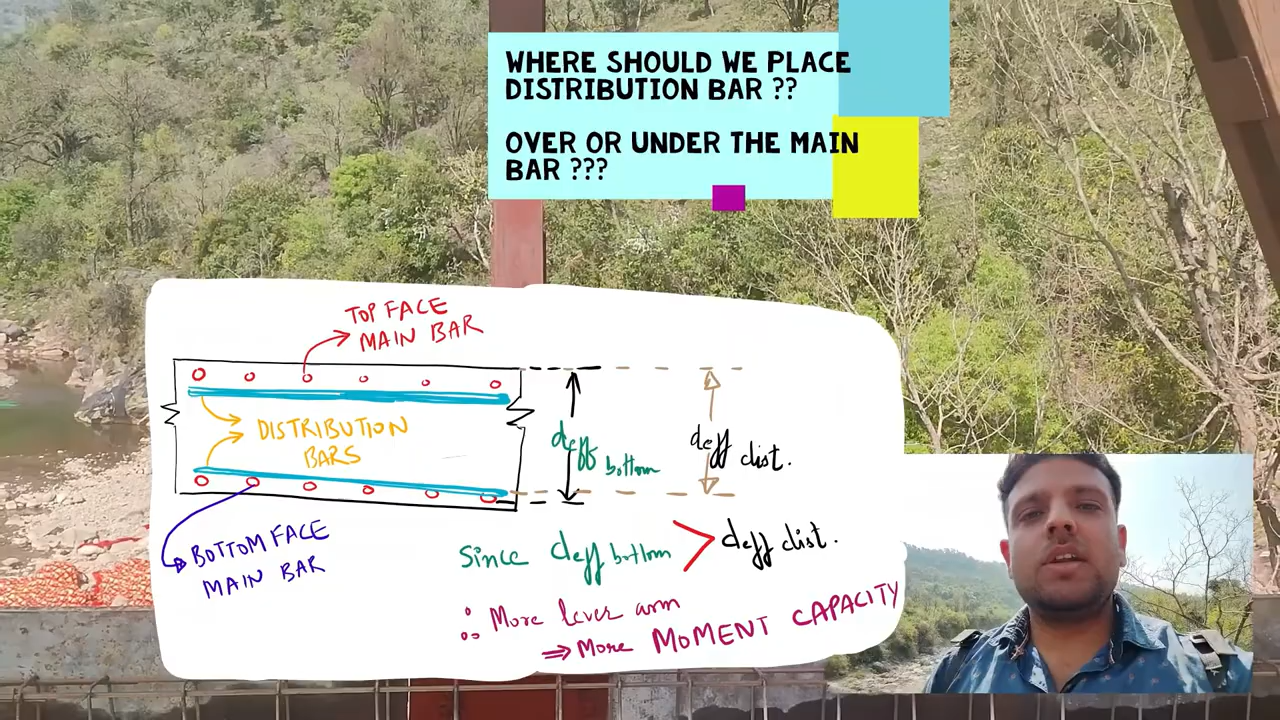 WHERE SHOULD WE PLACE
DISTRIBUTION BAR ??
OVER OR UNDER THE MAIN
BAR ???
TOP FACE
MAIN BAR
DISTRIBUTION
BARS
deff bottom
deff dist.
BOTTOM FACE
MAIN BAR
Since deff bottom > deff dist.
∴ More lever arm
⇒ More MOMENT CAPACITY